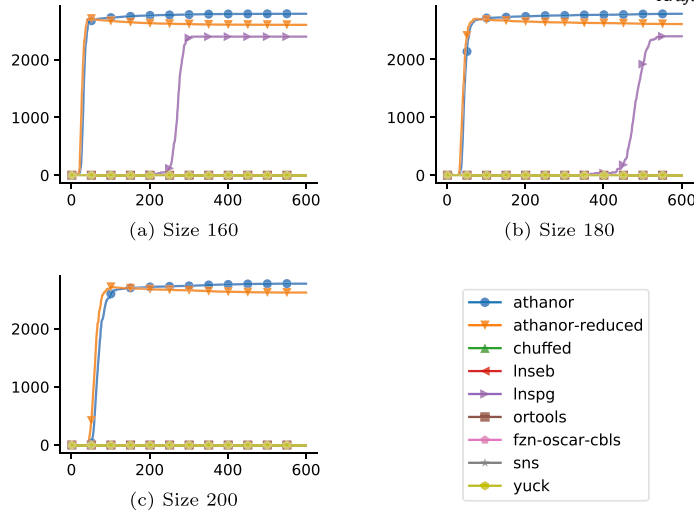 2000
1000
0
0
200
400
600
(a) Size 160
2000
1000
0
0
200
400
600
(b) Size 180
2000
1000
0
0
200
400
600
(c) Size 200
athanor
athanor-reduced
chuffed
lnseb
lnspg
ortools
fzn-oscar-cbls
sns
yuck